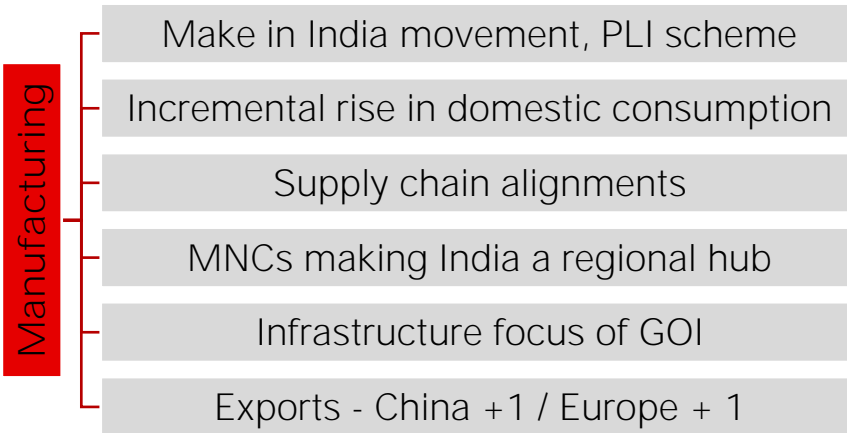 Manufacturing
Make in India movement, PLI scheme
Incremental rise in domestic consumption
Supply chain alignments
MNCs making India a regional hub
Infrastructure focus of GOI
Exports - China +1 / Europe + 1